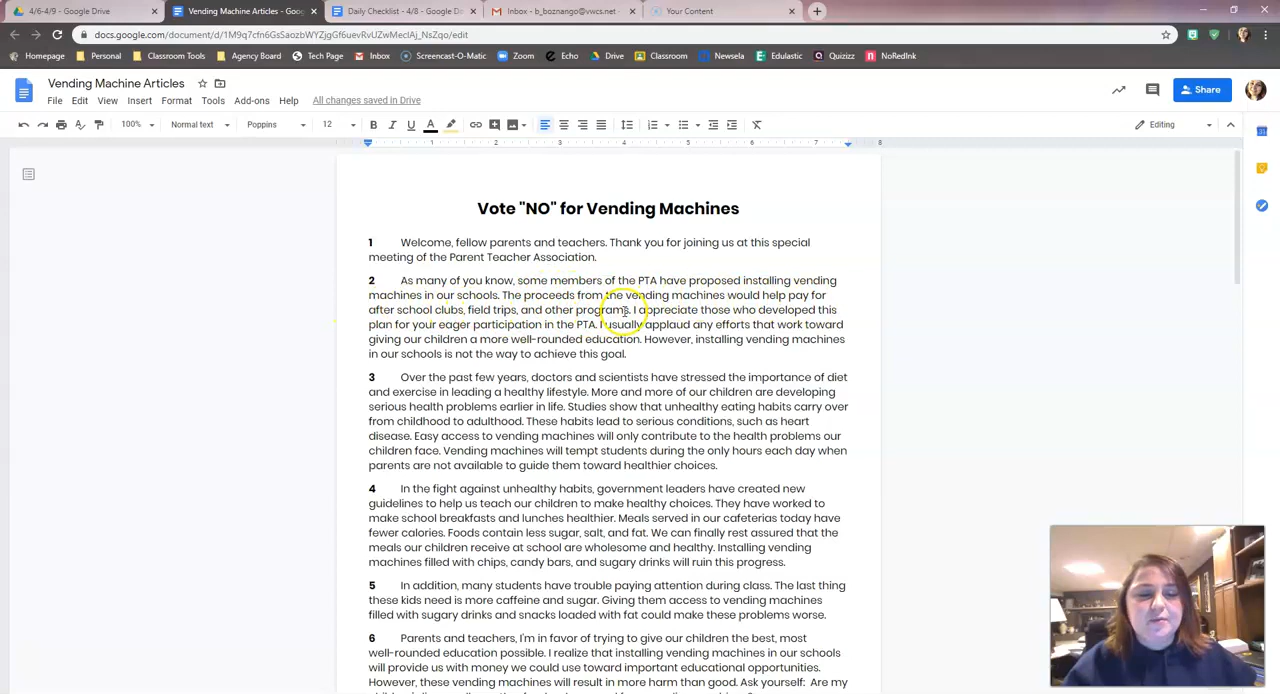 4/6-4/9 - Google Drive
Vending Machine Articles - Goog
Daily Checklist - 4/8 - Google D
Inbox - b_boznango@vwcs.net -
Your Content
docs.google.com/document/d/1M9q7cfn6GsSaozbWYZjgGf6uevRvUZwMeclAj_NsZqo/edit
Homepage Personal Classroom Tools Agency Board Tech Page Inbox Screencast-O-Matic Zoom Echo Drive Classroom Newsela Edulastic Quizizz NoRedInk
Vending Machine Articles
File Edit View Insert Format Tools Add-ons Help All changes saved in Drive
Share
100% Normal text Poppins 12 B I U A Editing
1 2 3 4 5 6 7 8
Vote "NO" for Vending Machines
1 Welcome, fellow parents and teachers. Thank you for joining us at this special
meeting of the Parent Teacher Association.
2 As many of you know, some members of the PTA have proposed installing vending
machines in our schools. The proceeds from the vending machines would help pay for
after school clubs, field trips, and other programs. I appreciate those who developed this
plan for your eager participation in the PTA. I usually applaud any efforts that work toward
giving our children a more well-rounded education. However, installing vending machines
in our schools is not the way to achieve this goal.
3 Over the past few years, doctors and scientists have stressed the importance of diet
and exercise in leading a healthy lifestyle. More and more of our children are developing
serious health problems earlier in life. Studies show that unhealthy eating habits carry over
from childhood to adulthood. These habits lead to serious conditions, such as heart
disease. Easy access to vending machines will only contribute to the health problems our
children face. Vending machines will tempt students during the only hours each day when
parents are not available to guide them toward healthier choices.
4 In the fight against unhealthy habits, government leaders have created new
guidelines to help us teach our children to make healthy choices. They have worked to
make school breakfasts and lunches healthier. Meals served in our cafeterias today have
fewer calories. Foods contain less sugar, salt, and fat. We can finally rest assured that the
meals our children receive at school are wholesome and healthy. Installing vending
machines filled with chips, candy bars, and sugary drinks will ruin this progress.
5 In addition, many students have trouble paying attention during class. The last thing
these kids need is more caffeine and sugar. Giving them access to vending machines
filled with sugary drinks and snacks loaded with fat could make these problems worse.
6 Parents and teachers, I'm in favor of trying to give our children the best, most
well-rounded education possible. I realize that installing vending machines in our schools
will provide us with money we could use toward important educational opportunities.
However, these vending machines will result in more harm than good. Ask yourself: Are my